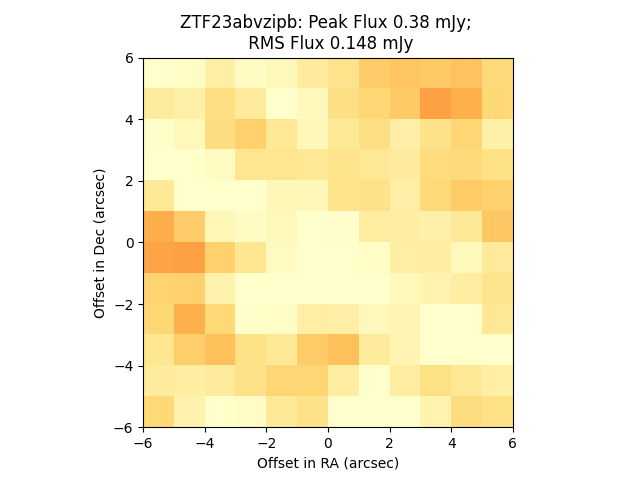 ZTF23abvzipb: Peak Flux 0.38 mJy;
RMS Flux 0.148 mJy
6
4
2
0
−2
−4
−6
Offset in Dec (arcsec)
−6 −4 −2 0 2 4 6
Offset in RA (arcsec)